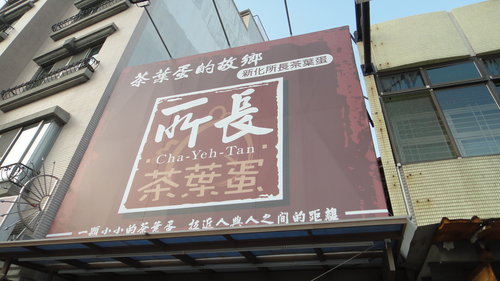 茶葉蛋的故鄉
新化所長茶葉蛋
所長
Cha-Yeh-Tan
茶葉蛋
一顆小小的茶葉蛋 拉近人與人之間的距離